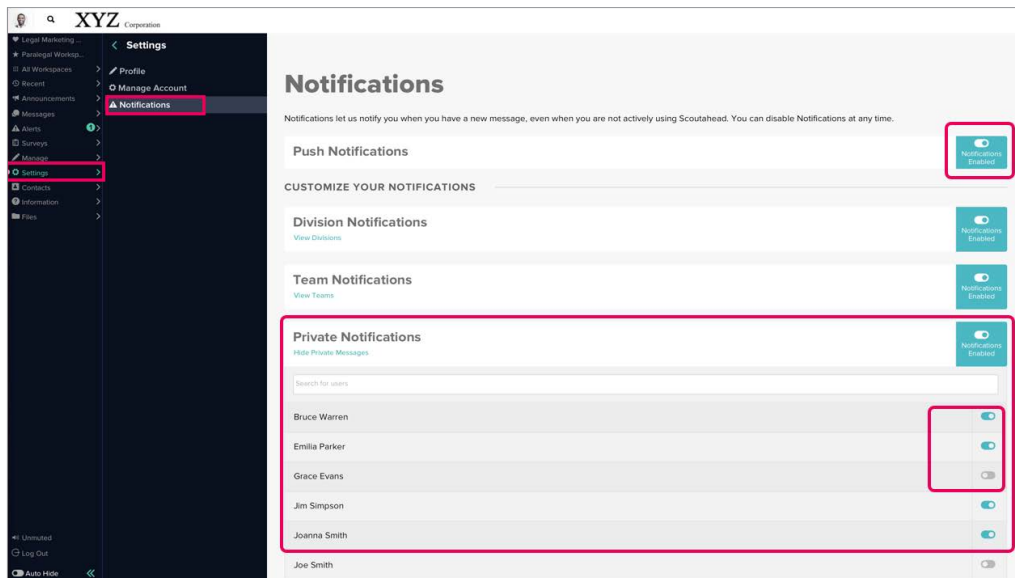 XYZ Corporation
Legal Marketing ...
Paralegal Worksp...
All Workspaces
Recent
Announcements
Messages
Alerts 1
Surveys
Manage
Settings
Contacts
Information
Files
Unmuted
Log Out
Auto Hide
Settings
Profile
Manage Account
Notifications
Notifications
Notifications let us notify you when you have a new message, even when you are not actively using Scoutahead. You can disable Notifications at any time.
Push Notifications
Notifications
Enabled
CUSTOMIZE YOUR NOTIFICATIONS
Division Notifications
View Divisions
Notifications
Enabled
Team Notifications
View Teams
Notifications
Enabled
Private Notifications
Hide Private Messages
Notifications
Enabled
Search for users
Bruce Warren
Emilia Parker
Grace Evans
Jim Simpson
Joanna Smith
Joe Smith